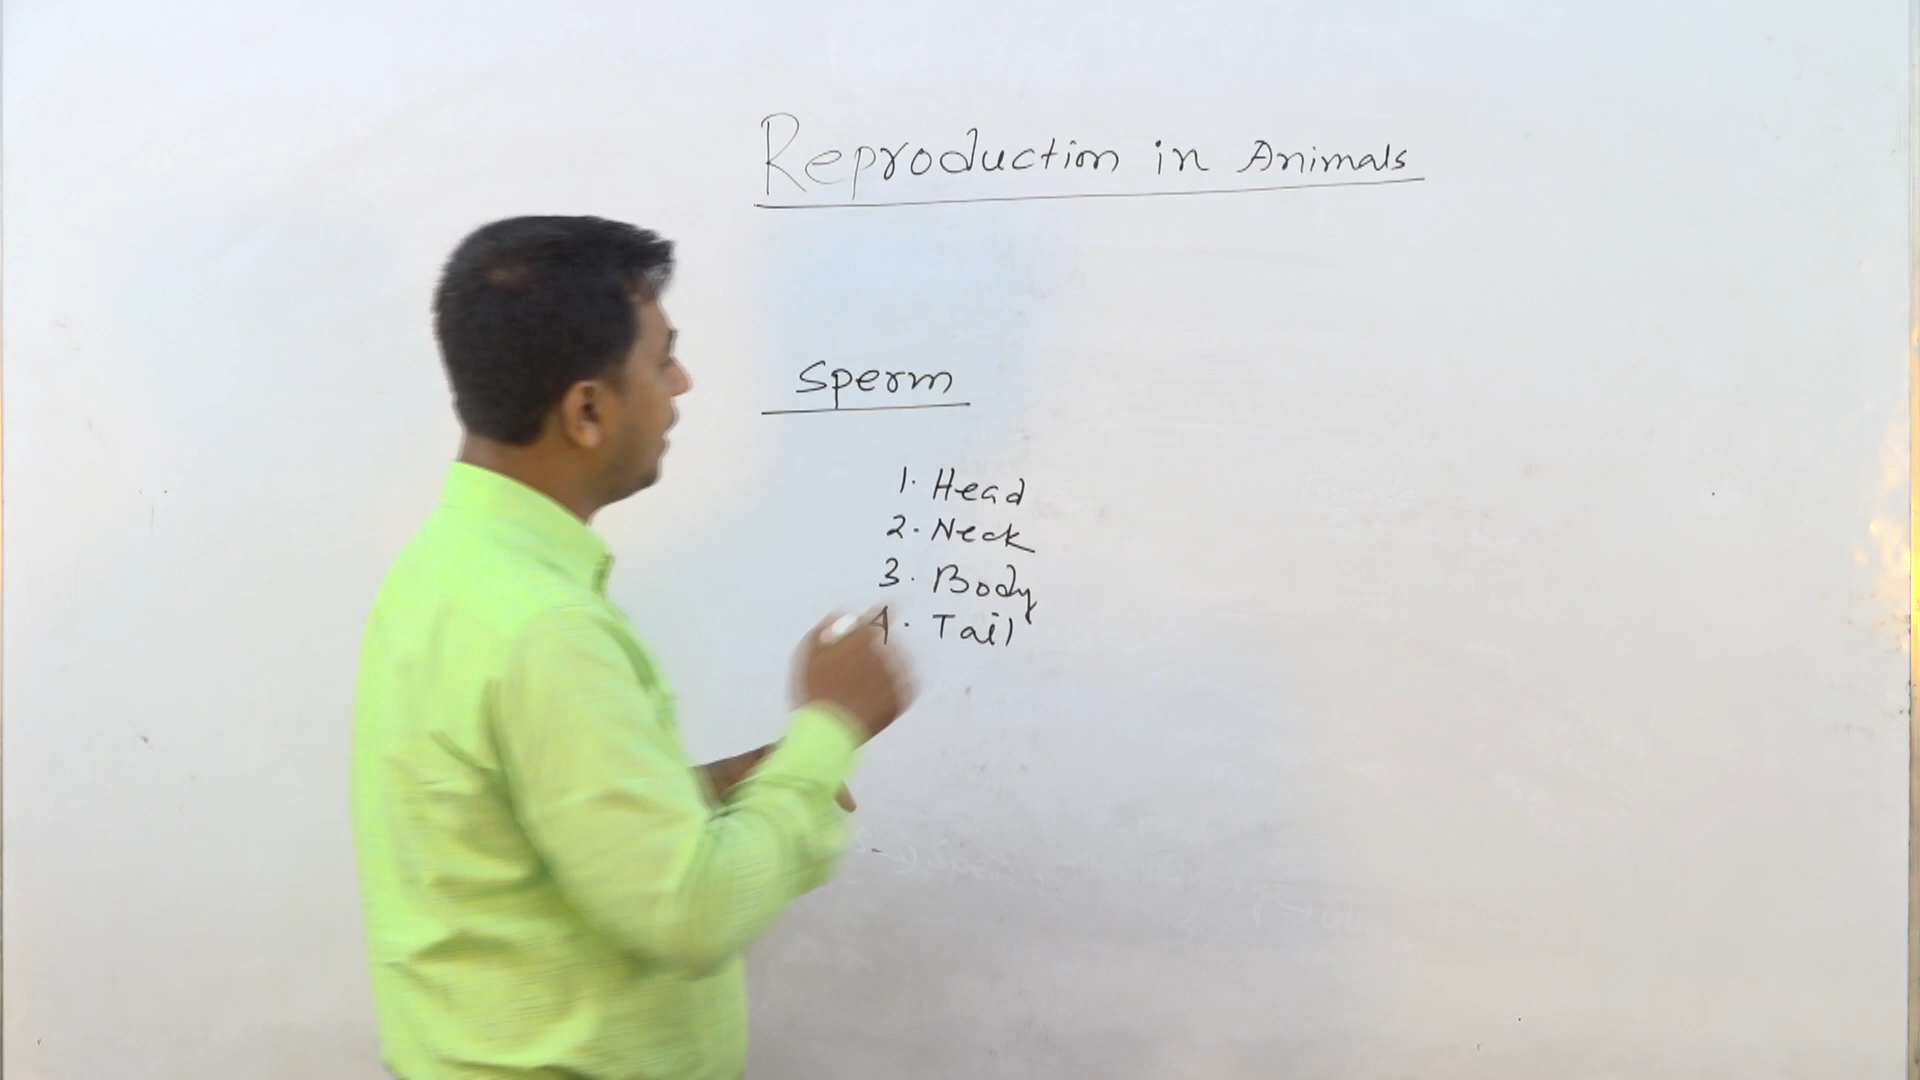 Reproduction in Animals
Sperm
1. Head
2. Neck
3. Body
4. Tail